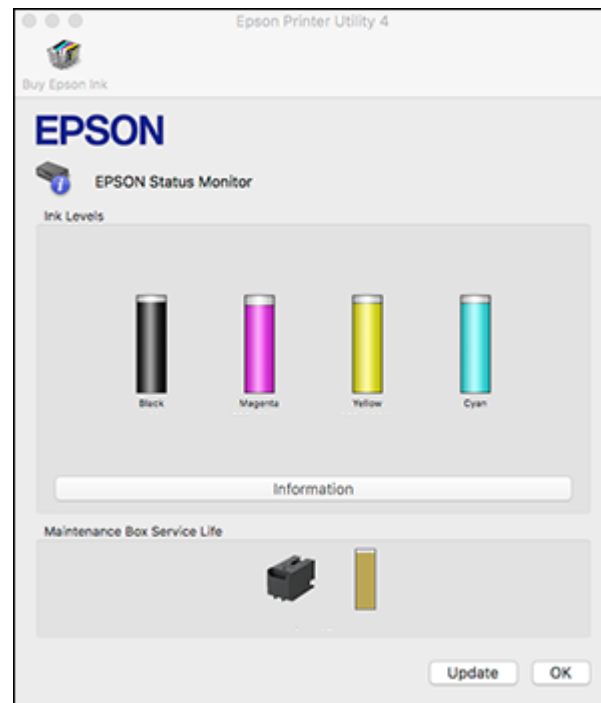 Epson Printer Utility 4
Buy Epson Ink
EPSON
EPSON Status Monitor
Ink Levels
Black Magenta Yellow Cyan
Information
Maintenance Box Service Life
Update OK